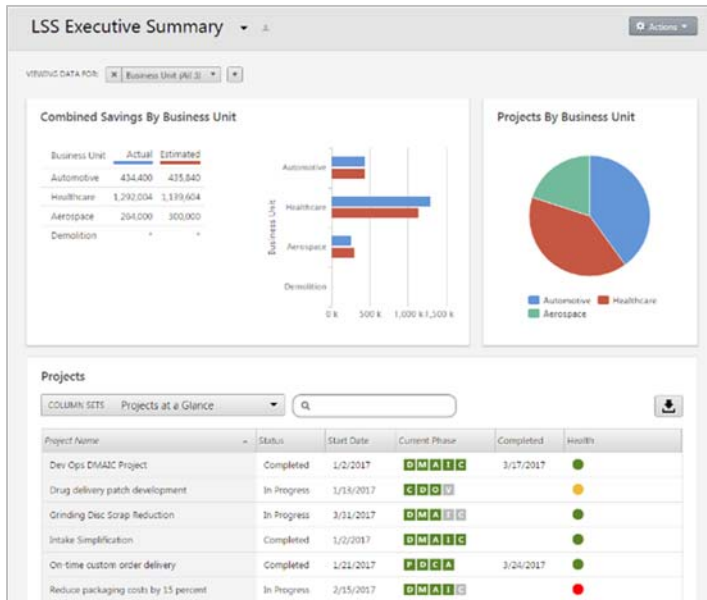 LSS Executive Summary
Actions
VIEWING DATA FOR: × Business Unit (All 3)
Combined Savings By Business Unit
Business Unit Actual Estimated
Automotive 434,400 435,840
Healthcare 1,292,004 1,139,604
Aerospace 264,000 300,000
Demolition * *
Business Unit
Automotive
Healthcare
Aerospace
Demolition
0 k 500 k 1,000 k 1,500 k
Projects By Business Unit
Automotive Healthcare
Aerospace
Projects
COLUMN SETS Projects at a Glance
Project Name Status Start Date Current Phase Completed Health
Dev Ops DMAIC Project Completed 1/2/2017 D M A I C 3/17/2017
Drug delivery patch development In Progress 1/13/2017 C D O V
Grinding Disc Scrap Reduction In Progress 3/31/2017 D M A I C
Intake Simplification Completed 1/2/2017 D M A I C
On-time custom order delivery Completed 1/21/2017 P D C A 3/24/2017
Reduce packaging costs by 15 percent In Progress 2/15/2017 D M A I C